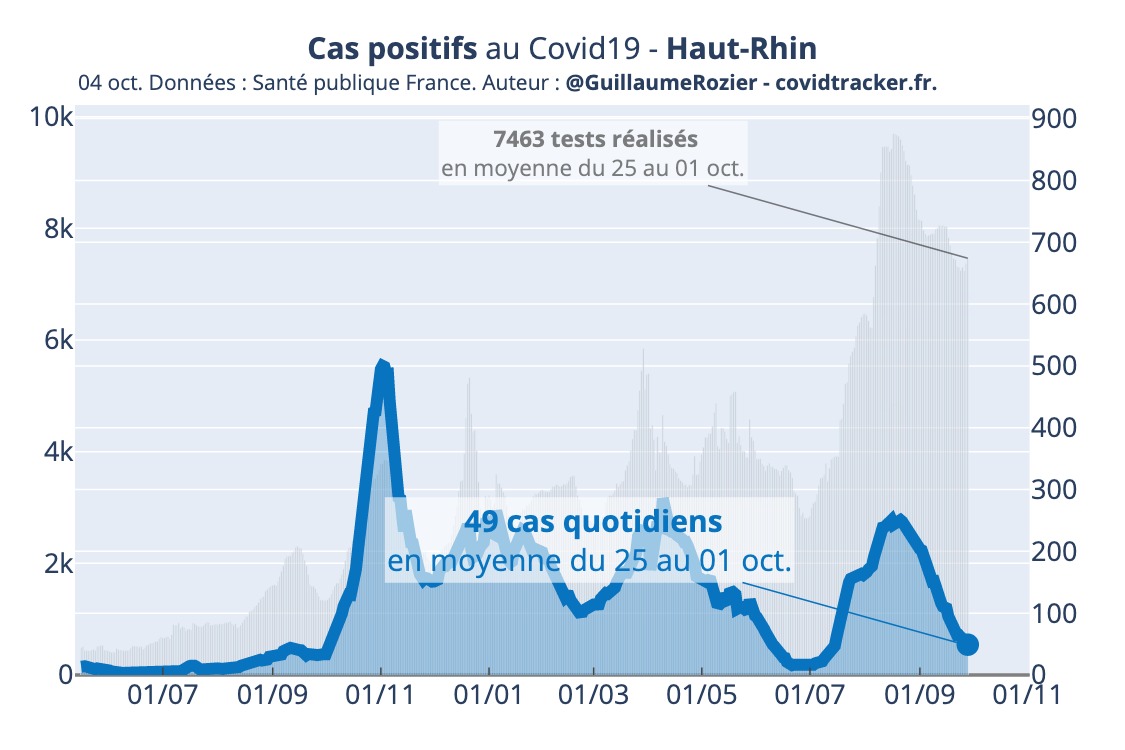 Cas positifs au Covid19 - Haut-Rhin
04 oct. Données : Santé publique France. Auteur : @GuillaumeRozier - covidtracker.fr.
10k
8k
6k
4k
2k
0
900
800
700
600
500
400
300
200
100
0
7463 tests réalisés
en moyenne du 25 au 01 oct.
49 cas quotidiens
en moyenne du 25 au 01 oct.
01/07 01/09 01/11 01/01 01/03 01/05 01/07 01/09 01/11